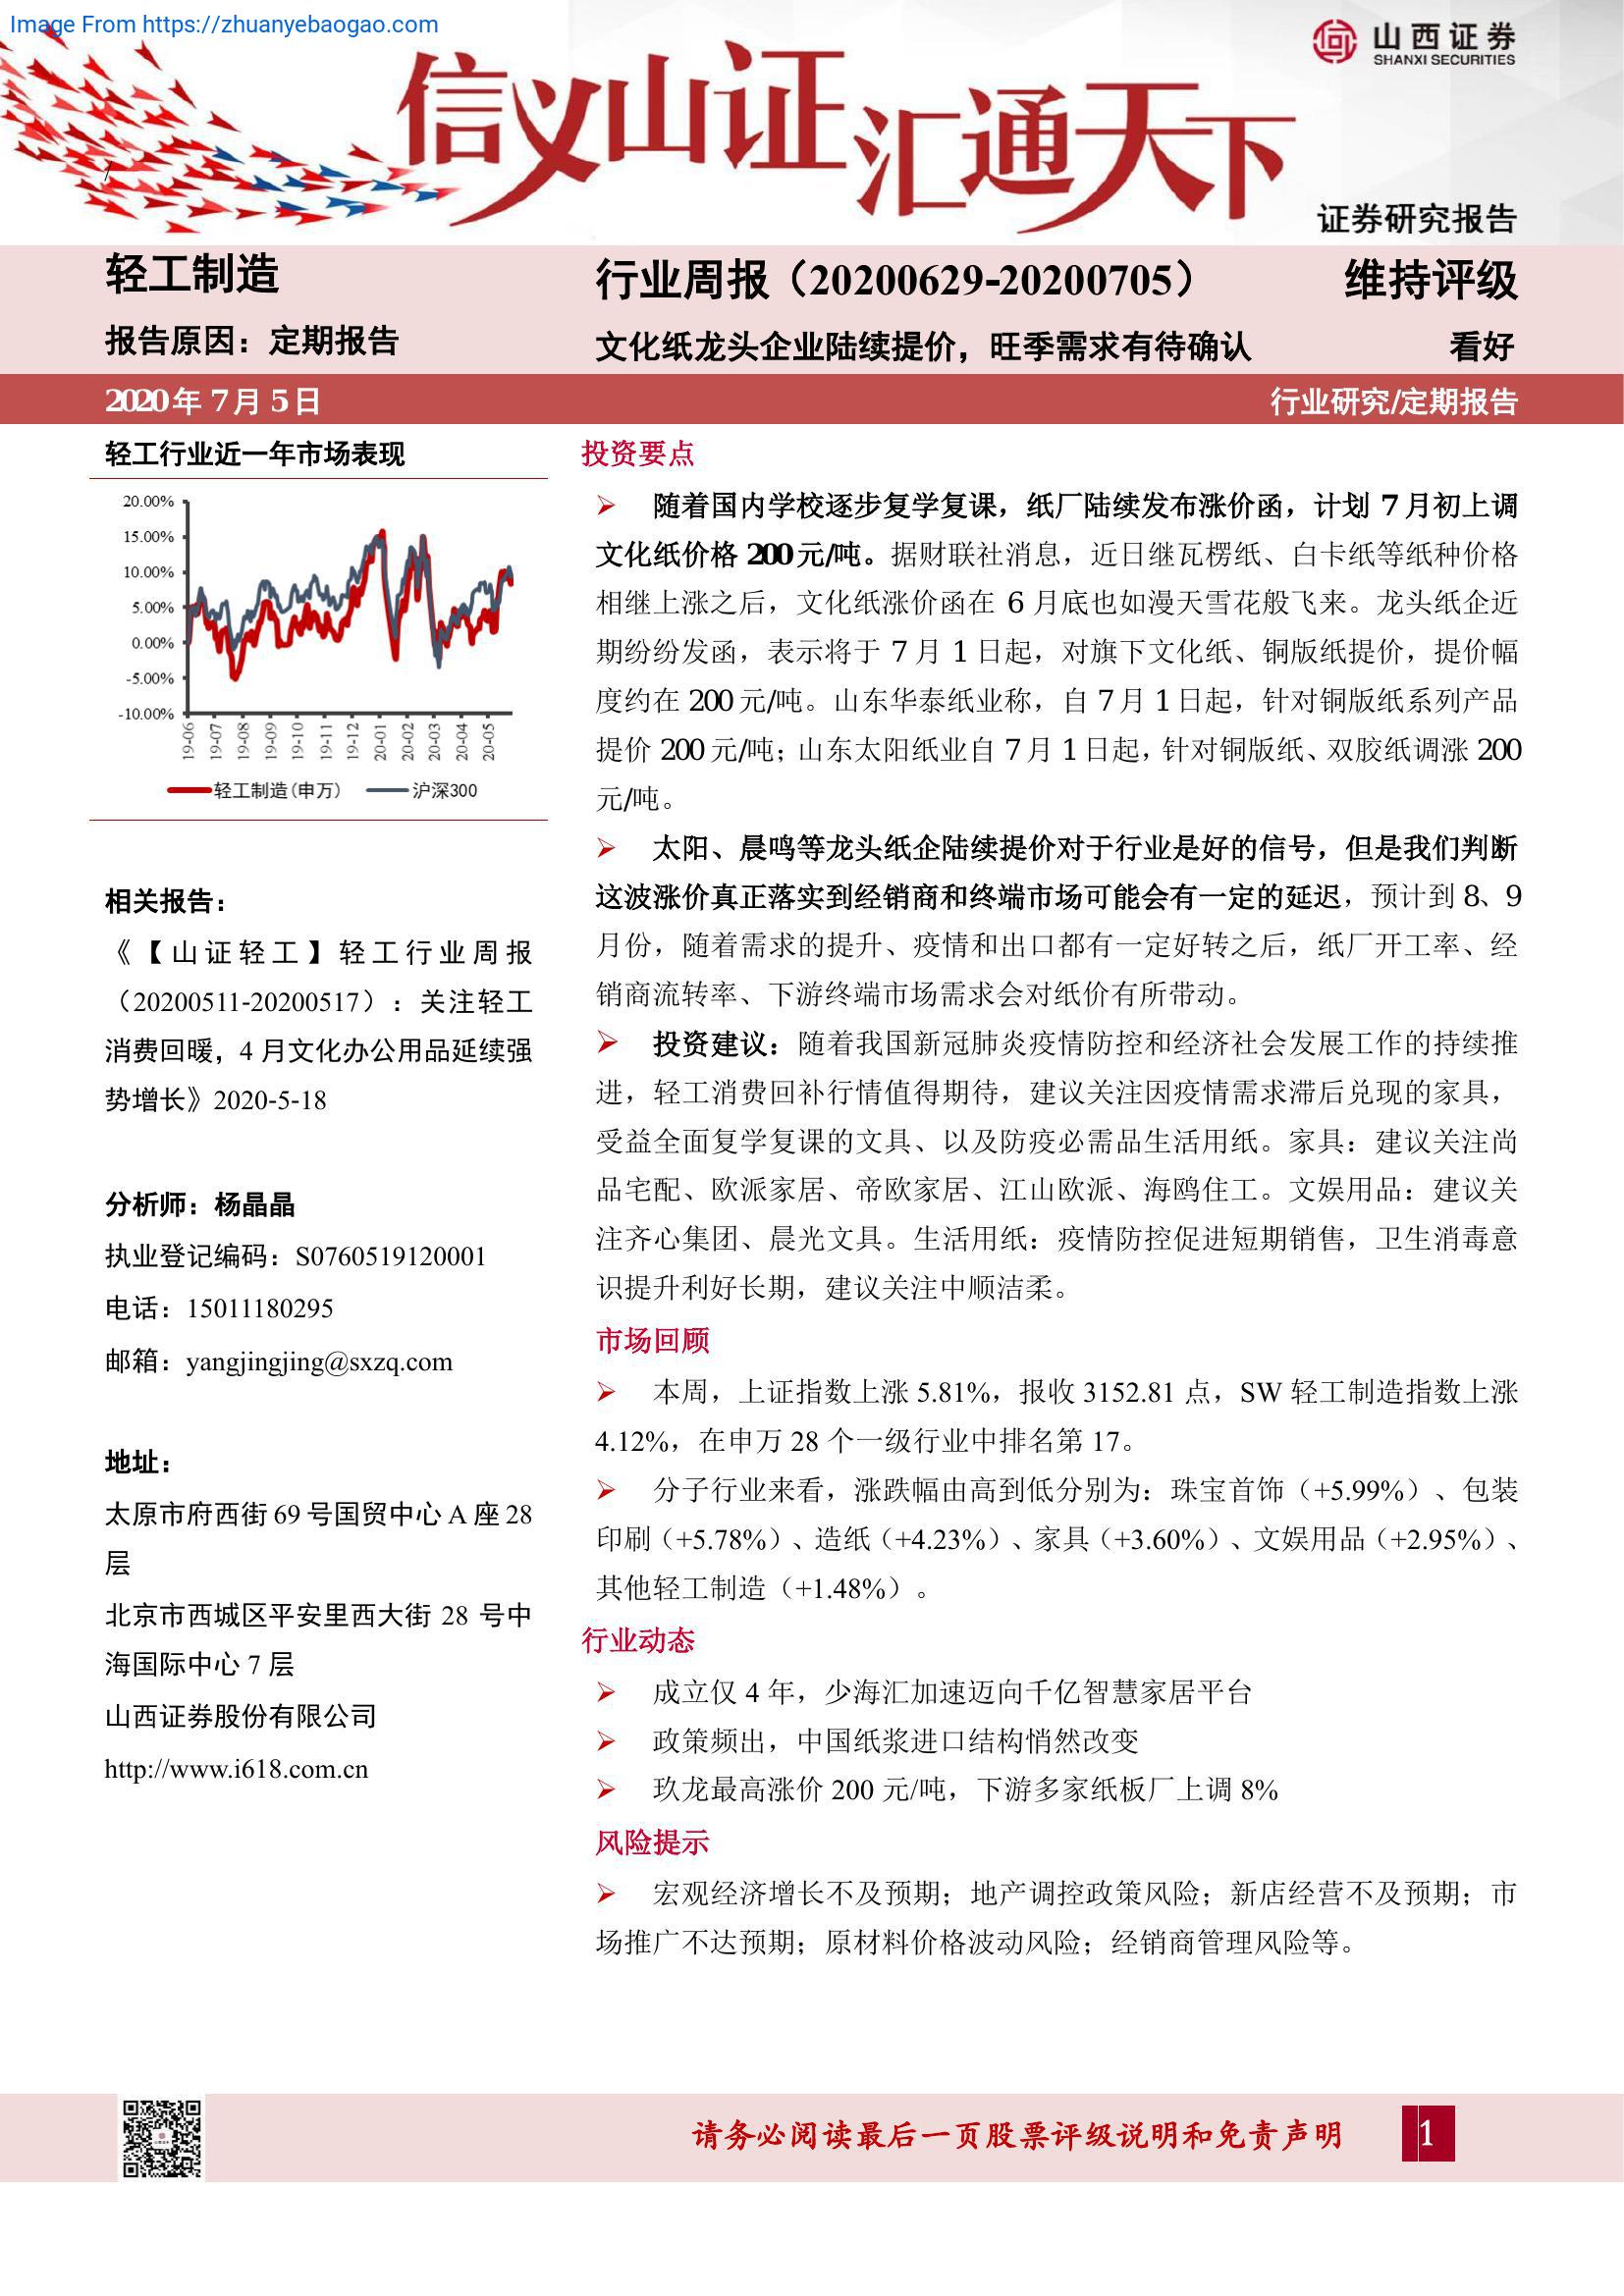 Image From https://zhuanyebaogao.com
山西证券
SHANXI SECURITIES
信义山证汇通天下
证券研究报告
轻工制造
行业周报（20200629-20200705）
维持评级
报告原因：定期报告
文化纸龙头企业陆续提价，旺季需求有待确认
看好
2020年 7 月 5 日
行业研究/定期报告
轻工行业近一年市场表现
20.00%
15.00%
10.00%
5.00%
0.00%
-5.00%
-10.00%
19-06
19-07
19-08
19-09
19-10
19-11
19-12
20-01
20-02
20-03
20-04
20-05
轻工制造(申万)
沪深300
相关报告：
《【山证轻工】轻工行业周报
（20200511-20200517）：关注轻工
消费回暖，4 月文化办公用品延续强
势增长》2020-5-18
分析师：杨晶晶
执业登记编码：S0760519120001
电话：15011180295
邮箱：yangjingjing@sxzq.com
地址：
太原市府西街 69 号国贸中心 A 座 28
层
北京市西城区平安里西大街 28 号中
海国际中心 7 层
山西证券股份有限公司
http://www.i618.com.cn
投资要点
➢ 随着国内学校逐步复学复课，纸厂陆续发布涨价函，计划 7 月初上调
文化纸价格 200 元/吨。据财联社消息，近日继瓦楞纸、白卡纸等纸种价格
相继上涨之后，文化纸涨价函在 6 月底也如漫天雪花般飞来。龙头纸企近
期纷纷发函，表示将于 7 月 1 日起，对旗下文化纸、铜版纸提价，提价幅
度约在 200 元/吨。山东华泰纸业称，自 7 月 1 日起，针对铜版纸系列产品
提价 200 元/吨；山东太阳纸业自 7 月 1 日起，针对铜版纸、双胶纸调涨 200
元/吨。
➢ 太阳、晨鸣等龙头纸企陆续提价对于行业是好的信号，但是我们判断
这波涨价真正落实到经销商和终端市场可能会有一定的延迟，预计到 8、9
月份，随着需求的提升、疫情和出口都有一定好转之后，纸厂开工率、经
销商流转率、下游终端市场需求会对纸价有所带动。
➢ 投资建议：随着我国新冠肺炎疫情防控和经济社会发展工作的持续推
进，轻工消费回补行情值得期待，建议关注因疫情需求滞后兑现的家具，
受益全面复学复课的文具、以及防疫必需品生活用纸。家具：建议关注尚
品宅配、欧派家居、帝欧家居、江山欧派、海鸥住工。文娱用品：建议关
注齐心集团、晨光文具。生活用纸：疫情防控促进短期销售，卫生消毒意
识提升利好长期，建议关注中顺洁柔。
市场回顾
➢ 本周，上证指数上涨 5.81%，报收 3152.81 点，SW 轻工制造指数上涨
4.12%，在申万 28 个一级行业中排名第 17。
➢ 分子行业来看，涨跌幅由高到低分别为：珠宝首饰（+5.99%）、包装
印刷（+5.78%）、造纸（+4.23%）、家具（+3.60%）、文娱用品（+2.95%）、
其他轻工制造（+1.48%）。
行业动态
➢ 成立仅 4 年，少海汇加速迈向千亿智慧家居平台
➢ 政策频出，中国纸浆进口结构悄然改变
➢ 玖龙最高涨价 200 元/吨，下游多家纸板厂上调 8%
风险提示
➢ 宏观经济增长不及预期；地产调控政策风险；新店经营不及预期；市
场推广不达预期；原材料价格波动风险；经销商管理风险等。
请务必阅读最后一页股票评级说明和免责声明
1